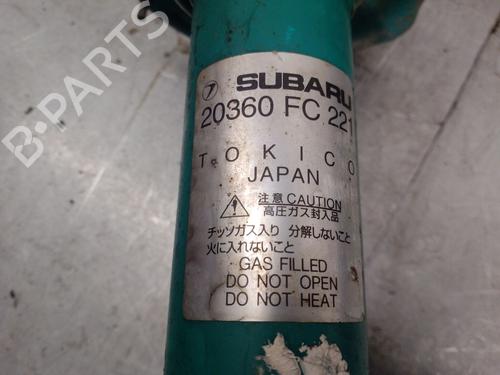 B-PARTS
SUBARU
20360 FC 221
TOKICO
JAPAN
注意 CAUTION
高圧ガス封入品
チッソガス入り 分解しないこと
火に入れないこと
GAS FILLED
DO NOT OPEN
DO NOT HEAT